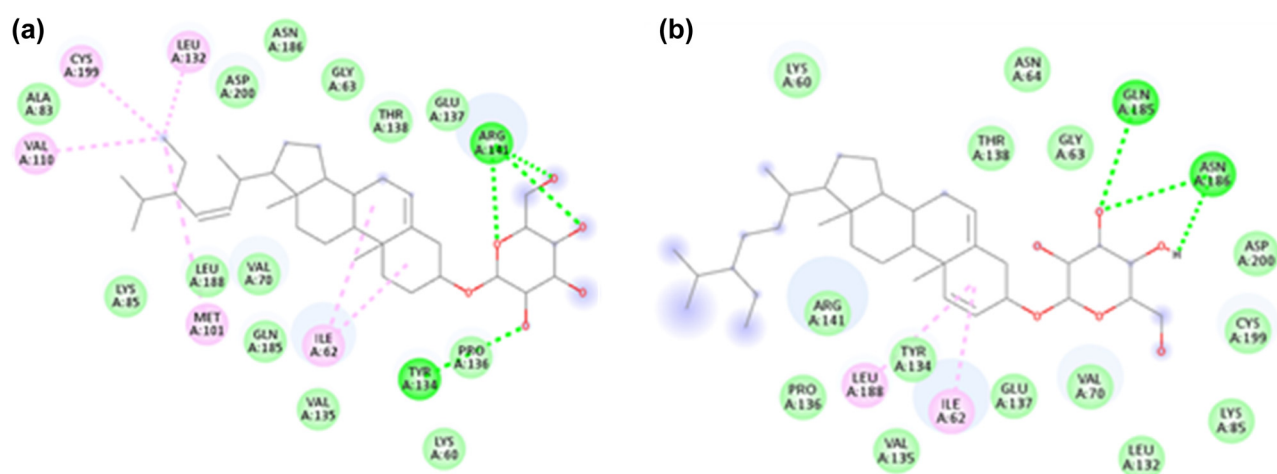 (a)
CYS
A:199
LEU
A:132
ASN
A:186
ASP
A:200
GLY
A:63
ALA
A:83
THR
A:138
GLU
A:137
ARG
A:141
VAL
A:110
LYS
A:85
LEU
A:188
VAL
A:70
MET
A:101
GLN
A:185
ILE
A:62
PRO
A:136
TYR
A:134
VAL
A:135
LYS
A:60
(b)
LYS
A:60
ASN
A:64
GLN
A:185
THR
A:138
GLY
A:63
ASN
A:186
ASP
A:200
ARG
A:141
CYS
A:199
TYR
A:134
PRO
A:136
LEU
A:188
ILE
A:62
GLU
A:137
VAL
A:70
LYS
A:85
VAL
A:135
LEU
A:132